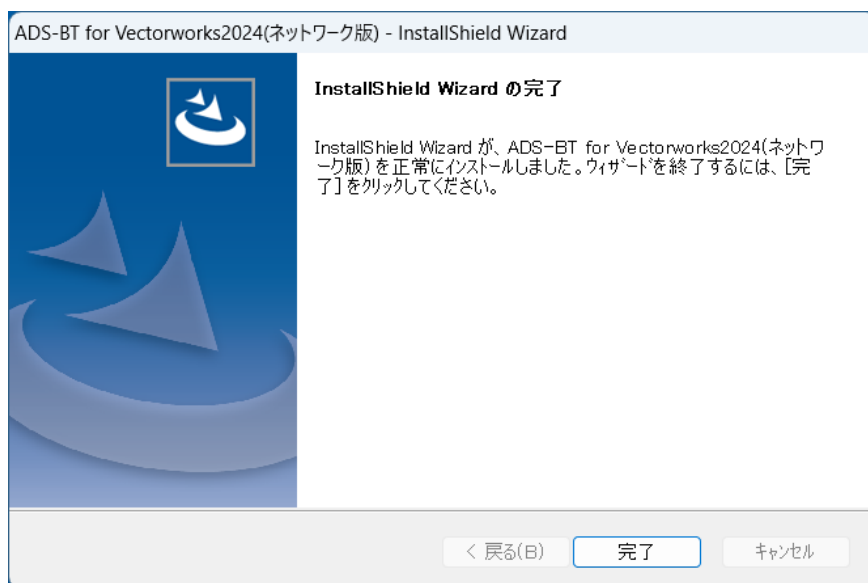 ADS-BT for Vectorworks2024(ネットワーク版) - InstallShield Wizard
InstallShield Wizard の完了
InstallShield Wizard が、ADS-BT for Vectorworks2024(ネットワ
ーク版) を正常にインストールしました。ウィザードを終了するには、[完
了] をクリックしてください。
< 戻る(B)
完了
キャンセル